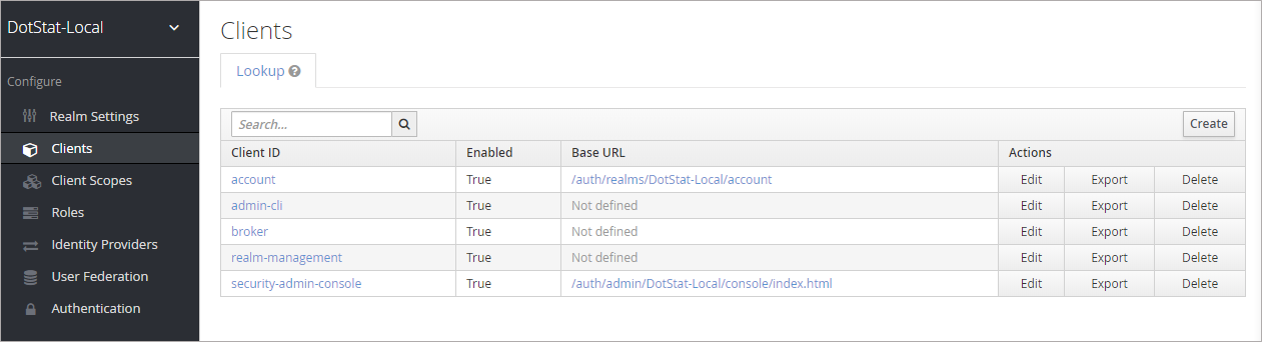 DotStat-Local
Configure
Realm Settings
Clients
Client Scopes
Roles
Identity Providers
User Federation
Authentication
Clients
Lookup
Search... Create
Client ID Enabled Base URL Actions
account True /auth/realms/DotStat-Local/account Edit Export Delete
admin-cli True Not defined Edit Export Delete
broker True Not defined Edit Export Delete
realm-management True Not defined Edit Export Delete
security-admin-console True /auth/admin/DotStat-Local/console/index.html Edit Export Delete